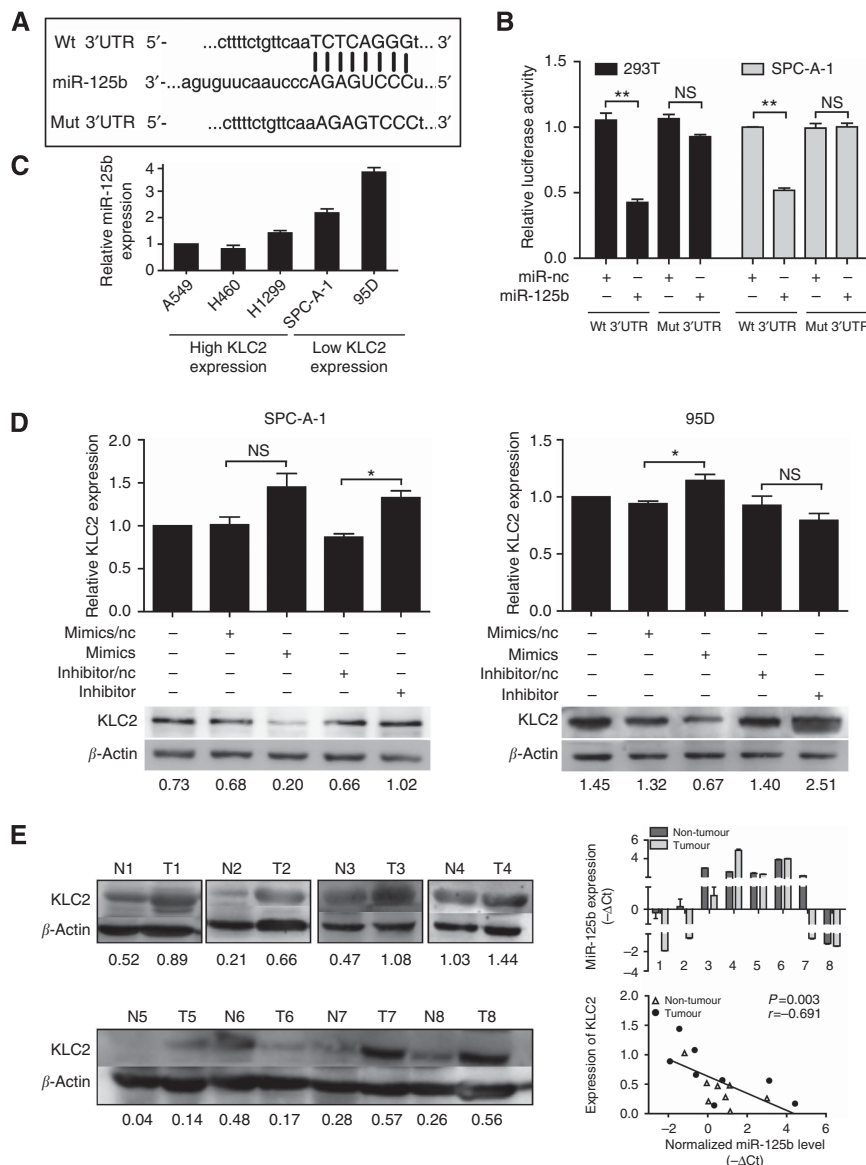 A
Wt 3′UTR 5′- ...cttttctgttcaaTCTCAGGGt... 3′
miR-125b 3′-...aguguucaaucccAGAGUCCCu...5′
Mut 3′UTR 5′- ...cttttctgttcaaAGAGTCCCt...3′
B
293T
SPC-A-1
** NS ** NS
Relative luciferase activity
1.5
1.0
0.5
0.0
miR-nc + – + – + – + –
miR-125b – + – + – + – +
Wt 3′UTR Mut 3′UTR Wt 3′UTR Mut 3′UTR
C
Relative miR-125b
expression
4
3
2
1
0
A549 H460 H1299 SPC-A-1 95D
High KLC2
expression
Low KLC2
expression
D
SPC-A-1
Relative KLC2 expression
2.0
1.5
1.0
0.5
0.0
NS *
Mimics/nc – + – – –
Mimics – – + – –
Inhibitor/nc – – – + –
Inhibitor – – – – +
KLC2
β-Actin
0.73 0.68 0.20 0.66 1.02
95D
Relative KLC2 expression
1.5
1.0
0.5
0.0
* NS
Mimics/nc – + – – –
Mimics – – + – –
Inhibitor/nc – – – + –
Inhibitor – – – – +
KLC2
β-Actin
1.45 1.32 0.67 1.40 2.51
E
N1 T1 N2 T2 N3 T3 N4 T4
KLC2
β-Actin
0.52 0.89 0.21 0.66 0.47 1.08 1.03 1.44
N5 T5 N6 T6 N7 T7 N8 T8
KLC2
β-Actin
0.04 0.14 0.48 0.17 0.28 0.57 0.26 0.56
MiR-125b expression
(–ΔCt)
Non-tumour
Tumour
6
4
2
0
–2
–4
1 2 3 4 5 6 7 8
Expression of KLC2
2.0
1.5
1.0
0.5
0.0
Non-tumour
Tumour
P=0.003
r=–0.691
–2 0 2 4 6
Normalized miR-125b level
(–ΔCt)